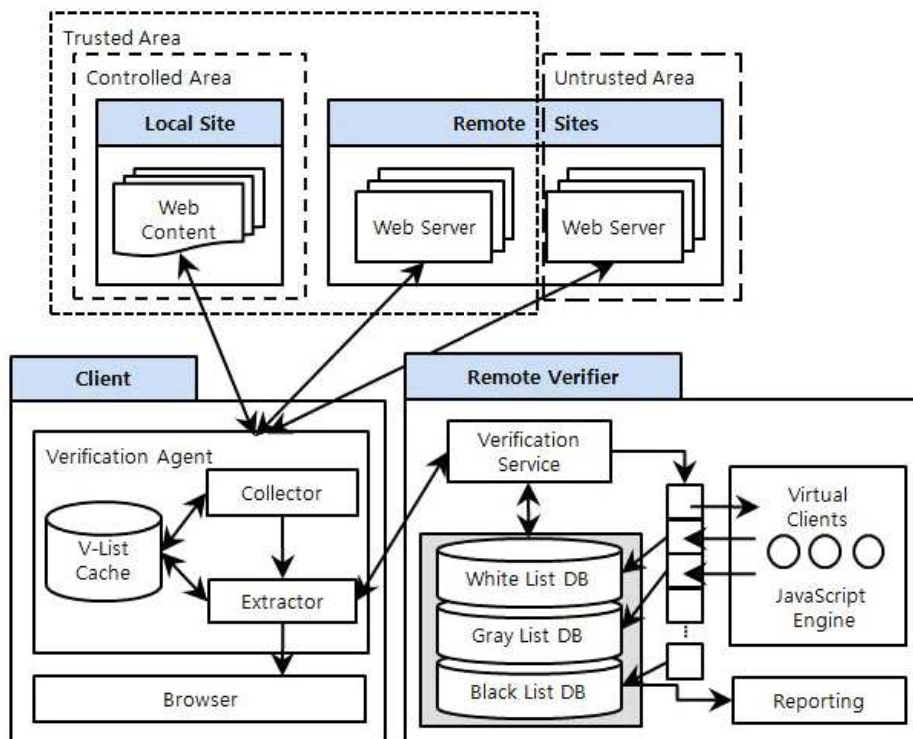 Trusted Area
Controlled Area
Untrusted Area
Local Site
Remote Sites
Web
Content
Web Server
Web Server
Client
Remote Verifier
Verification Agent
Collector
V-List
Cache
Extractor
Browser
Verification
Service
White List DB
Gray List DB
Black List DB
Virtual
Clients
JavaScript
Engine
Reporting